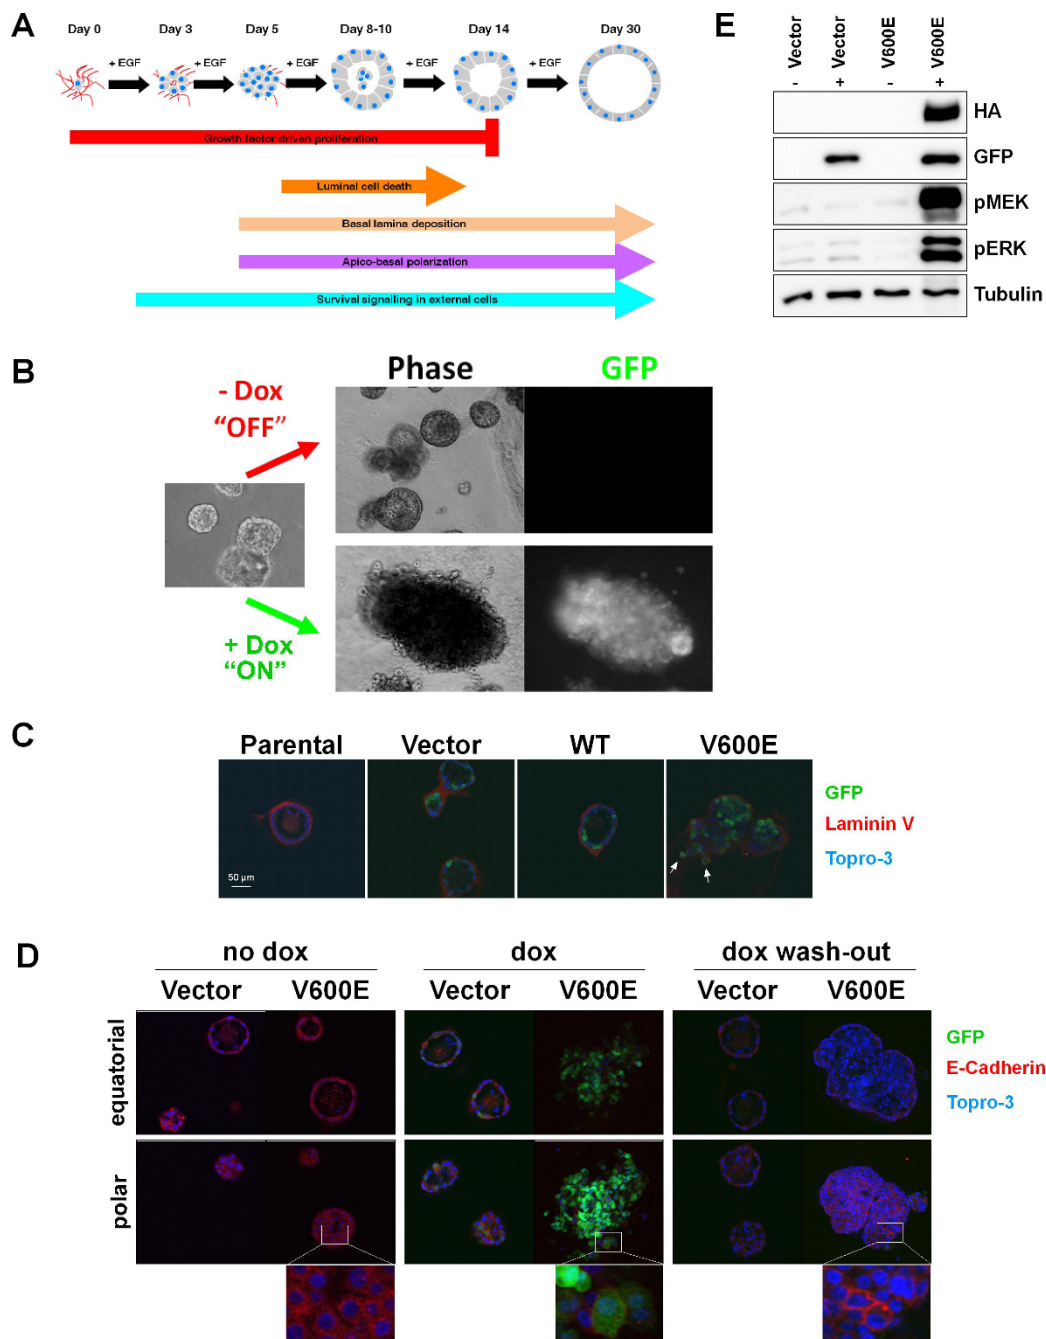 A
Day 0
Day 3
Day 5
Day 8-10
Day 14
Day 30
+ EGF
+ EGF
+ EGF
+ EGF
+ EGF
Growth factor driven proliferation
Luminal cell death
Basal lamina deposition
Apico-basal polarization
Survival signalling in external cells
E
Vector
Vector
V600E
V600E
- + - +
HA
GFP
pMEK
pERK
Tubulin
B
Phase
GFP
- Dox
“OFF”
+ Dox
“ON”
C
Parental
Vector
WT
V600E
GFP
Laminin V
Topro-3
50 µm
D
no dox
dox
dox wash-out
Vector
V600E
Vector
V600E
Vector
V600E
equatorial
polar
GFP
E-Cadherin
Topro-3